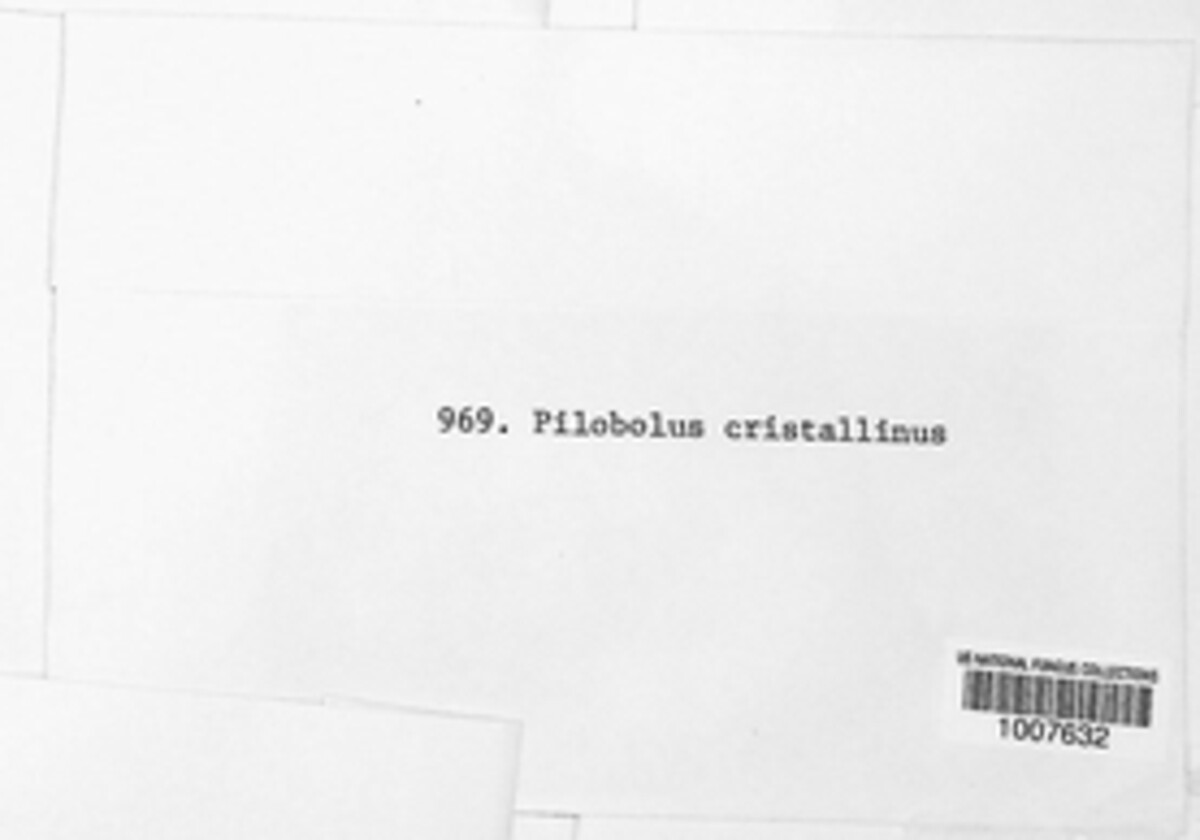 969. Pilobolus cristallinus
US NATIONAL FUNGUS COLLECTIONS
1007632